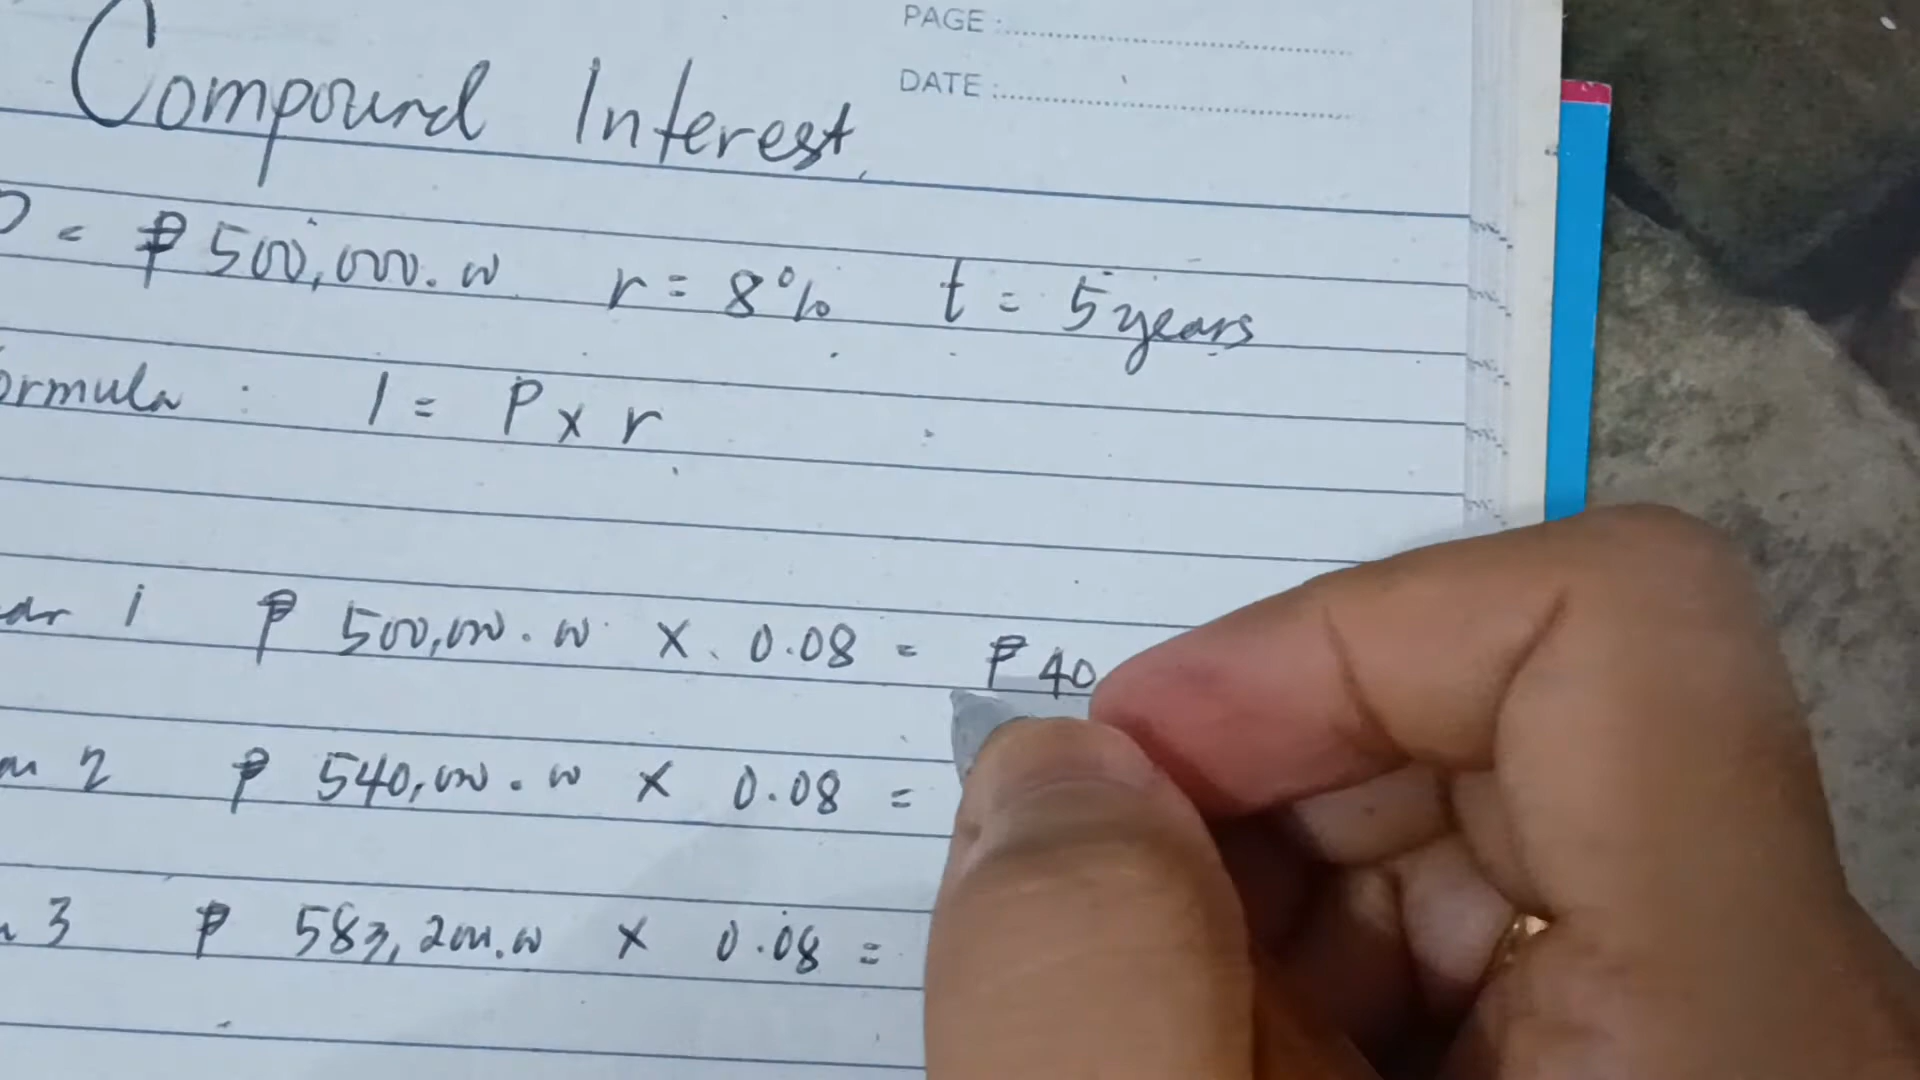 PAGE :
DATE :
Compound Interest
= ₱ 500,000.00 r = 8% t = 5 years
ormula : I = P x r
ar 1 ₱ 500,000.00 x 0.08 = ₱ 40
2 ₱ 540,000.00 x 0.08 =
3 ₱ 583,200.00 x 0.08 =